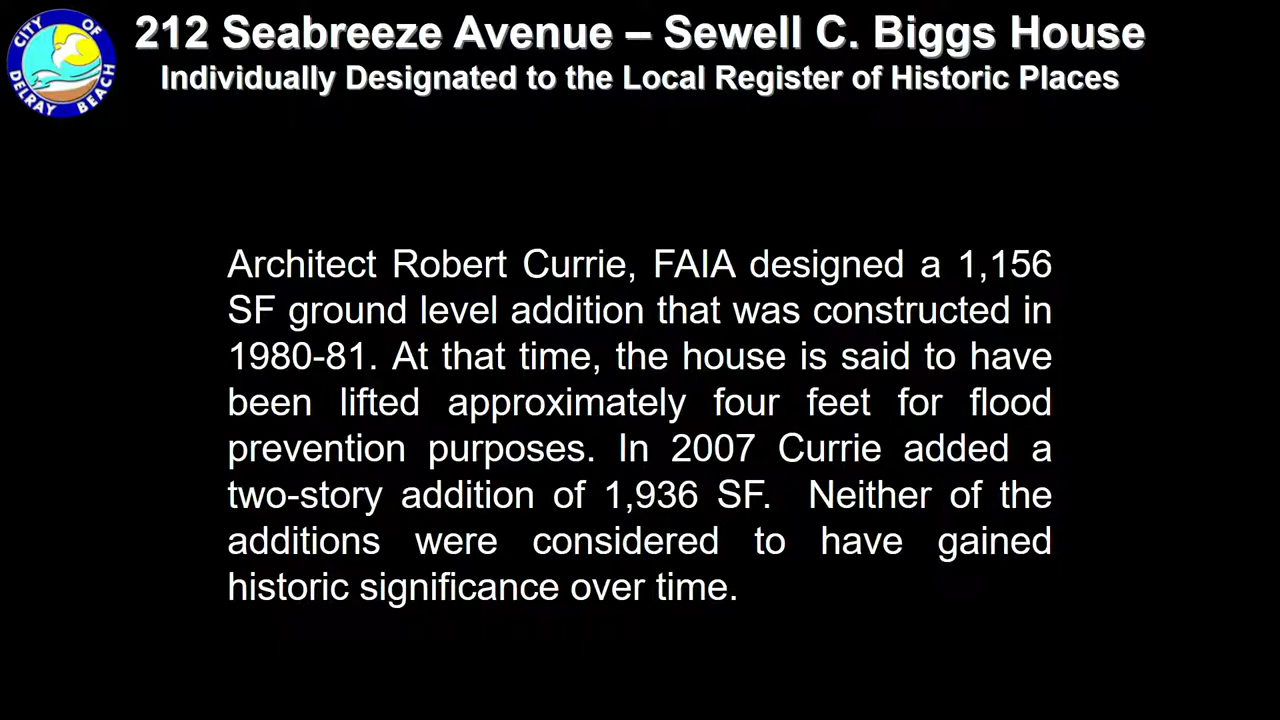 CITY OF
DELRAY BEACH
212 Seabreeze Avenue – Sewell C. Biggs House
Individually Designated to the Local Register of Historic Places
Architect Robert Currie, FAIA designed a 1,156
SF ground level addition that was constructed in
1980-81. At that time, the house is said to have
been lifted approximately four feet for flood
prevention purposes. In 2007 Currie added a
two-story addition of 1,936 SF.  Neither of the
additions were considered to have gained
historic significance over time.